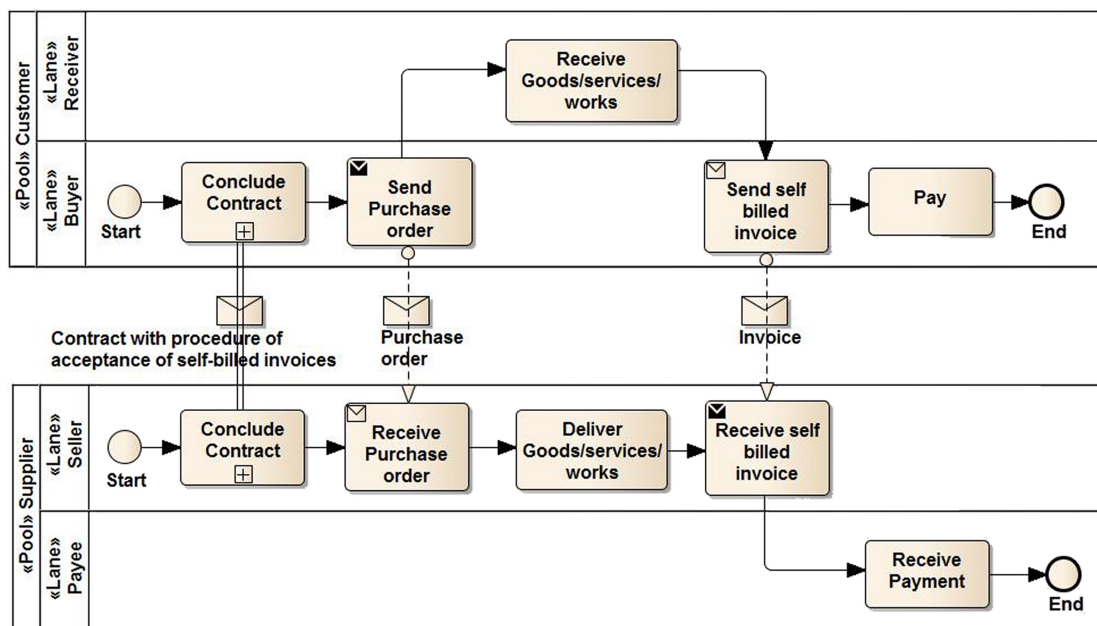 «Pool» Customer
«Lane»
Receiver
Receive
Goods/services/
works
«Lane»
Buyer
Start
Conclude
Contract
Send
Purchase
order
Send self
billed
invoice
Pay
End
Contract with procedure of
acceptance of self-billed invoices
Purchase
order
Invoice
«Pool» Supplier
«Lane»
Seller
Start
Conclude
Contract
Receive
Purchase
order
Deliver
Goods/services/
works
Receive self
billed
invoice
«Lane»
Payee
Receive
Payment
End